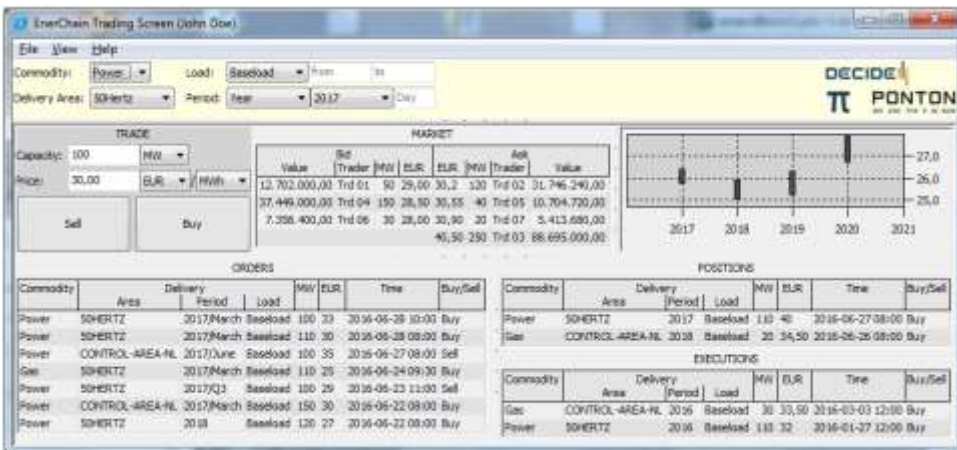 EnerChain Trading Screen (John Doe)
File View Help
Commodity: Power Load: Baseload from to
Delivery Area: 50Hertz Period: Year 2017 Day
DECIDE
π PONTON
TRADE
Capacity: 100 MW
Price: 30,00 EUR / MWh
Sell Buy
MARKET
Bid Ask
Value Trader MW EUR EUR MW Trader Value
12.702.000,00 Trd 01 50 29,00 30,2 120 Trd 02 31.746.240,00
37.449.000,00 Trd 04 150 28,50 30,55 40 Trd 05 10.704.720,00
7.358.400,00 Trd 06 30 28,00 30,90 20 Trd 07 5.413.680,00
40,50 250 Trd 03 88.695.000,00
27,0
26,0
25,0
2017 2018 2019 2020 2021
ORDERS
Commodity Delivery MW EUR Time Buy/Sell
Area Period Load
Power 50HERTZ 2017/March Baseload 100 33 2016-06-28 10:00 Buy
Power 50HERTZ 2017/March Baseload 110 30 2016-06-28 08:00 Buy
Power CONTROL-AREA-NL 2017/June Baseload 100 35 2016-06-27 08:00 Sell
Gas 50HERTZ 2017/March Baseload 110 25 2016-06-24 09:30 Buy
Power 50HERTZ 2017/Q3 Baseload 100 29 2016-06-23 11:00 Sell
Power CONTROL-AREA-NL 2017/March Baseload 150 30 2016-06-22 08:00 Buy
Power 50HERTZ 2018 Baseload 120 27 2016-06-22 08:00 Buy
POSITIONS
Commodity Delivery MW EUR Time Buy/Sell
Area Period Load
Power 50HERTZ 2017 Baseload 110 40 2016-06-27 08:00 Buy
Gas CONTROL-AREA-NL 2018 Baseload 20 34,50 2016-06-26 08:00 Buy
EXECUTIONS
Commodity Delivery MW EUR Time Buy/Sell
Area Period Load
Gas CONTROL-AREA-NL 2016 Baseload 30 33,50 2016-03-03 12:00 Buy
Power 50HERTZ 2016 Baseload 110 32 2016-01-27 12:00 Buy